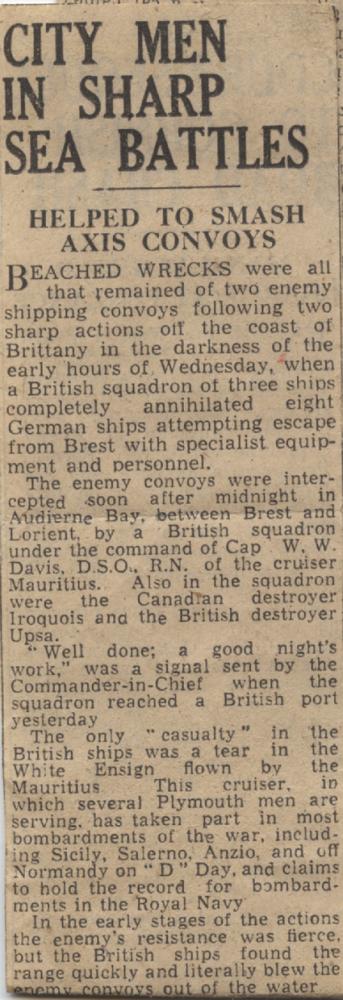 CITY MEN
IN SHARP
SEA BATTLES
HELPED TO SMASH
AXIS CONVOYS
BEACHED WRECKS were all
that remained of two enemy
shipping convoys following two
sharp actions off the coast of
Brittany in the darkness of the
early hours of Wednesday, when
a British squadron of three ships
completely annihilated eight
German ships attempting escape
from Brest with specialist equip-
ment and personnel.
The enemy convoys were inter-
cepted soon after midnight in
Audierne Bay, between Brest and
Lorient, by a British squadron
under the command of Cap W. W.
Davis, D.S.O., R.N. of the cruiser
Mauritius. Also in the squadron
were the Canadian destroyer
Iroquois and the British destroyer
Upsa.
"Well done; a good night's
work," was a signal sent by the
Commander-in-Chief when the
squadron reached a British port
yesterday
The only "casualty" in the
British ships was a tear in the
White Ensign flown by the
Mauritius This cruiser, in
which several Plymouth men are
serving, has taken part in most
bombardments of the war, includ-
ing Sicily, Salerno, Anzio, and off
Normandy on "D" Day, and claims
to hold the record for bombard-
ments in the Royal Navy
In the early stages of the actions
the enemy's resistance was fierce,
but the British ships found the
range quickly and literally blew the
enemy convoys out of the water